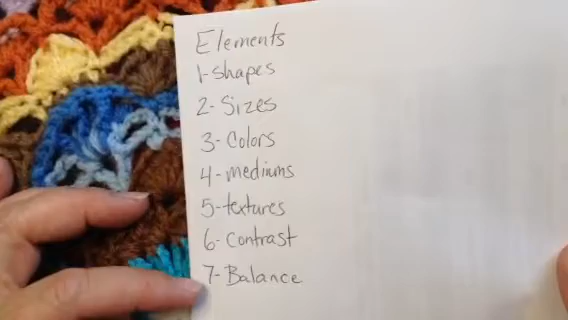 Elements
1-shapes
2-Sizes
3-Colors
4-mediums
5-textures
6-Contrast
7-Balance